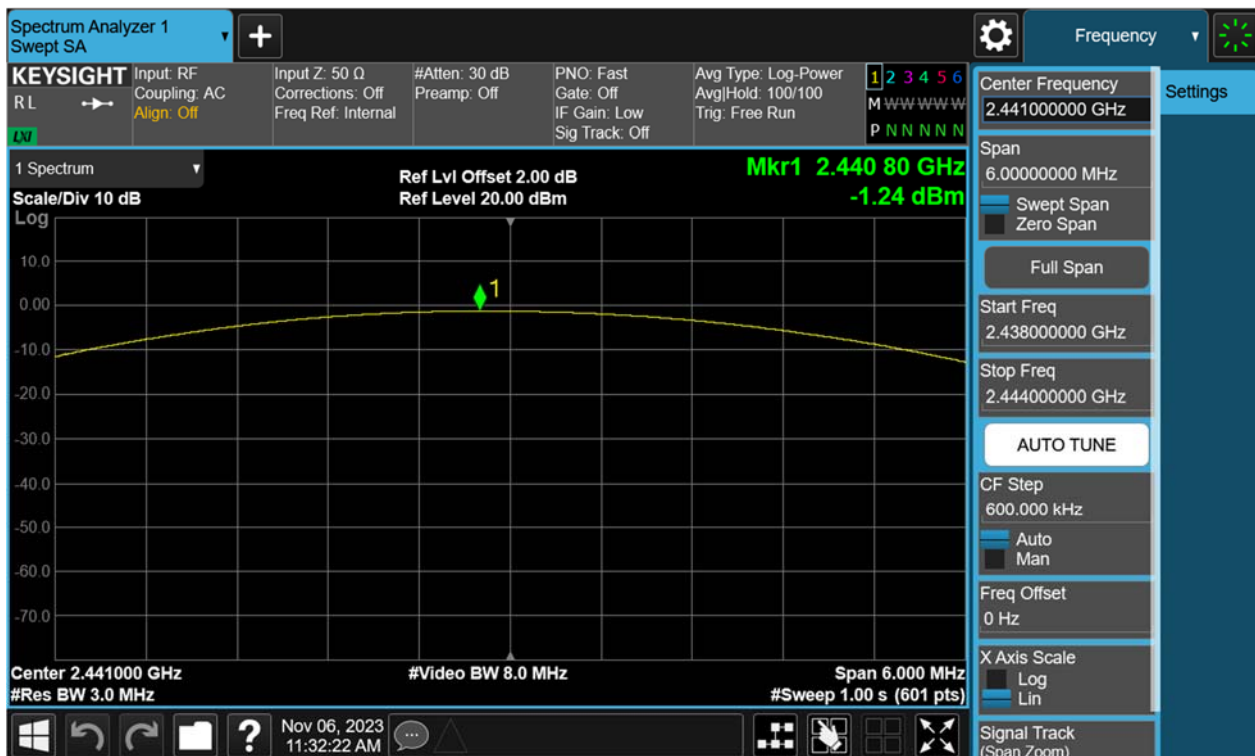 Spectrum Analyzer 1
Swept SA
+
Frequency
KEYSIGHT
R L
LXI
Input: RF
Coupling: AC
Align: Off
Input Z: 50 Ω
Corrections: Off
Freq Ref: Internal
#Atten: 30 dB
Preamp: Off
PNO: Fast
Gate: Off
IF Gain: Low
Sig Track: Off
Avg Type: Log-Power
Avg|Hold: 100/100
Trig: Free Run
1 2 3 4 5 6
M W W W W W
P N N N N N
1 Spectrum
Scale/Div 10 dB
Ref Lvl Offset 2.00 dB
Ref Level 20.00 dBm
Mkr1 2.440 80 GHz
-1.24 dBm
Log
10.0
0.00
-10.0
-20.0
-30.0
-40.0
-50.0
-60.0
-70.0
1
Center 2.441000 GHz
#Res BW 3.0 MHz
#Video BW 8.0 MHz
Span 6.000 MHz
#Sweep 1.00 s (601 pts)
Center Frequency
2.441000000 GHz
Settings
Span
6.00000000 MHz
Swept Span
Zero Span
Full Span
Start Freq
2.438000000 GHz
Stop Freq
2.444000000 GHz
AUTO TUNE
CF Step
600.000 kHz
Auto
Man
Freq Offset
0 Hz
X Axis Scale
Log
Lin
Signal Track
(Span Zoom)
?
Nov 06, 2023
11:32:22 AM